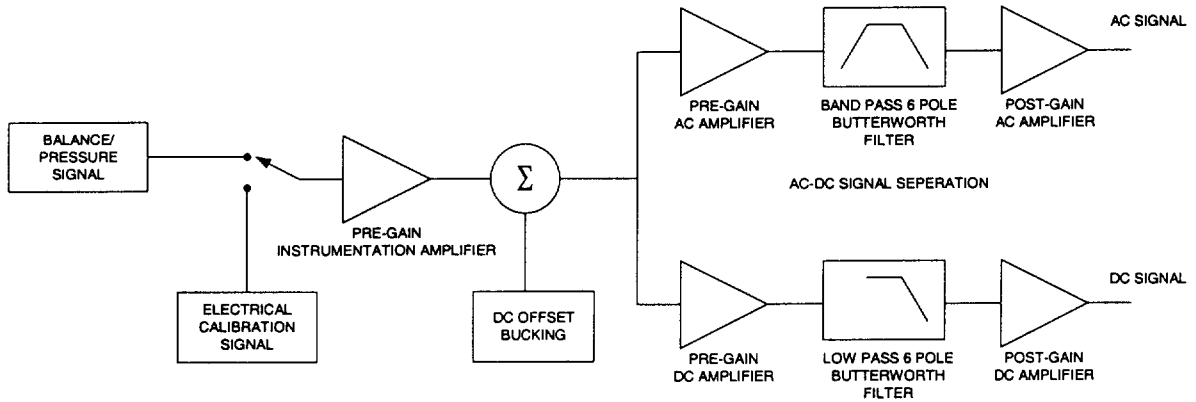 BALANCE/
PRESSURE
SIGNAL
ELECTRICAL
CALIBRATION
SIGNAL
PRE-GAIN
INSTRUMENTATION AMPLIFIER
Σ
DC OFFSET
BUCKING
PRE-GAIN
AC AMPLIFIER
BAND PASS 6 POLE
BUTTERWORTH
FILTER
POST-GAIN
AC AMPLIFIER
AC SIGNAL
AC-DC SIGNAL SEPERATION
PRE-GAIN
DC AMPLIFIER
LOW PASS 6 POLE
BUTTERWORTH
FILTER
POST-GAIN
DC AMPLIFIER
DC SIGNAL